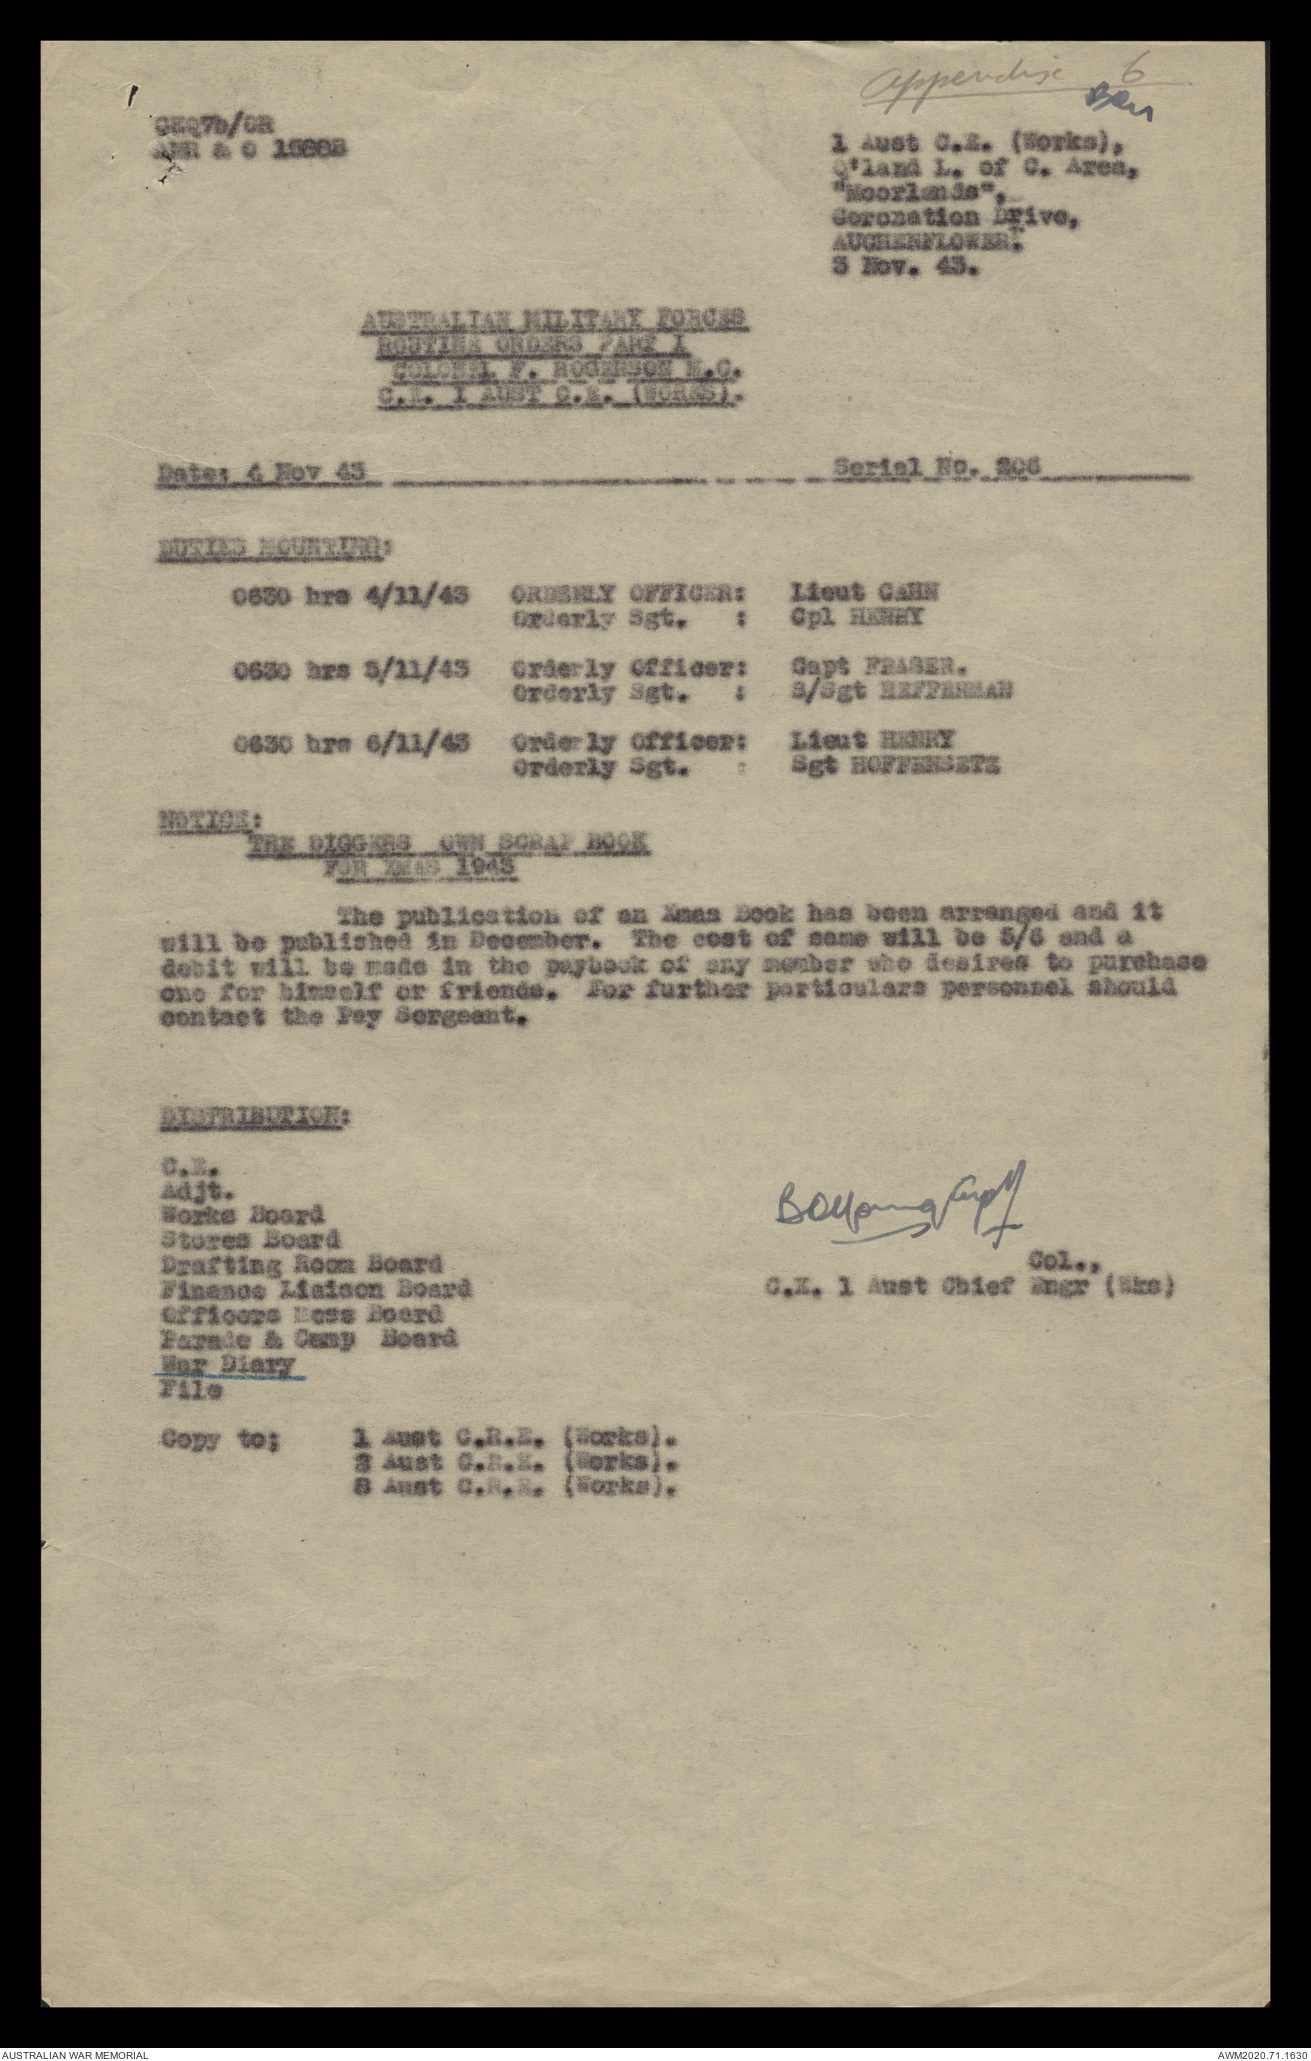 Appendix 6
CEQ7b/GR
1 Aust C.E. (Works),
Q'land L. of C. Area,
"Moorlands",
Coronation Drive,
AUCHENFLOWER.
3 Nov. 43.
AUSTRALIAN MILITARY FORCES
ROUTINE ORDERS PART I
COLONEL F. ROGERSON M.C.
C.E. I AUST C.E. (WORKS).
Date: 4 Nov 43 Serial No. 206
DUTIES MOUNTING:
0630 hrs 4/11/43 ORDERLY OFFICER: Lieut CAHN
Orderly Sgt. : Cpl HENRY
0630 hrs 5/11/43 Orderly Officer: Capt FRASER.
Orderly Sgt. : S/Sgt HEFFERMAN
0630 hrs 6/11/43 Orderly Officer: Lieut HENRY
Orderly Sgt. : Sgt HOFFENSETZ
NOTICE:
THE DIGGERS OWN SCRAP BOOK
FOR XMAS 1943
The publication of an Xmas Book has been arranged and it
will be published in December. The cost of same will be 5/6 and a
debit will be made in the paybook of any member who desires to purchase
one for himself or friends. For further particulars personnel should
contact the Pay Sergeant.
DISTRIBUTION:
C.E.
Adjt.
Works Board
Stores Board
Drafting Room Board
Finance Liaison Board
Officers Mess Board
Parade & Camp Board
War Diary
File
Capt
Col.,
C.E. 1 Aust Chief Engr (Wks)
Copy to; 1 Aust C.R.E. (Works).
2 Aust C.R.E. (Works).
8 Aust C.R.E. (Works).
AUSTRALIAN WAR MEMORIAL
AWM2020.71.1630